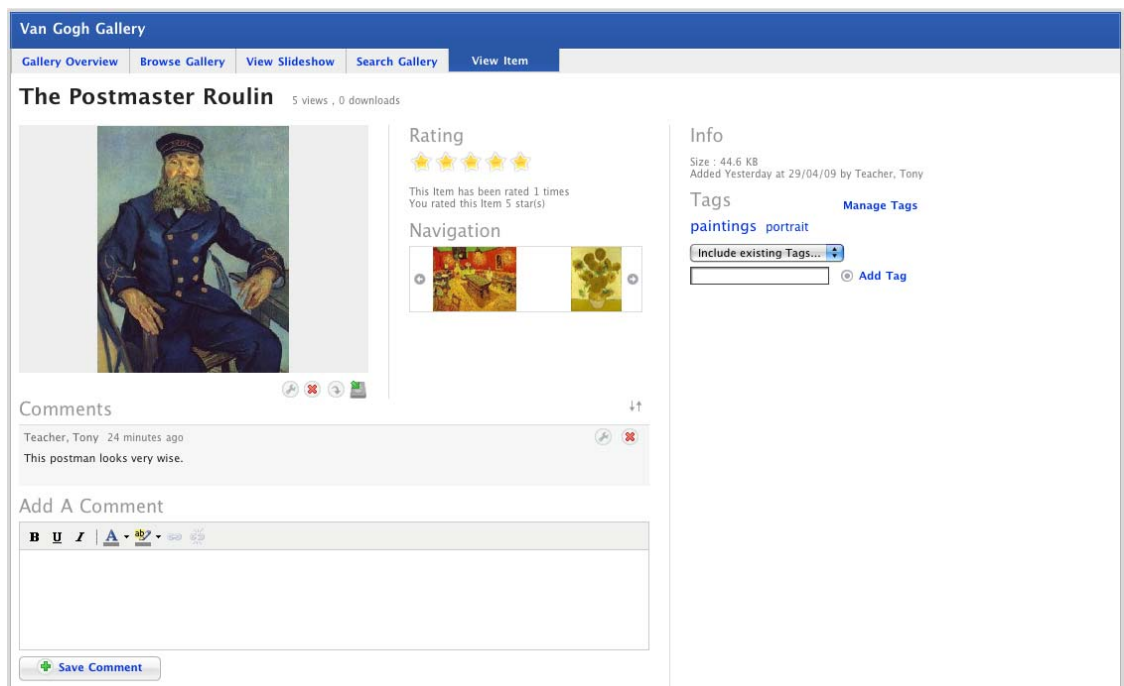 Van Gogh Gallery
Gallery Overview Browse Gallery View Slideshow Search Gallery View Item
The Postmaster Roulin 5 views , 0 downloads
Rating
This Item has been rated 1 times
You rated this Item 5 star(s)
Navigation
Info
Size : 44.6 KB
Added Yesterday at 29/04/09 by Teacher, Tony
Tags Manage Tags
paintings portrait
Include existing Tags...
Add Tag
Comments
Teacher, Tony 24 minutes ago
This postman looks very wise.
Add A Comment
B U I A ab
Save Comment